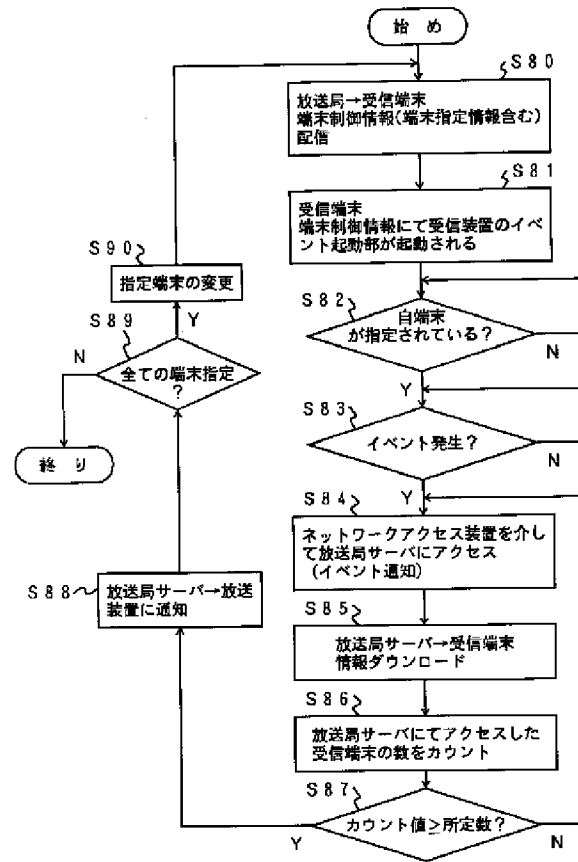 始 め
S80
放送局→受信端末
端末制御情報(端末指定情報含む)
配信
S81
受信端末
端末制御情報にて受信装置のイベ
ント起動部が起動される
S82
自端末
が指定されている?
N
Y
S83
イベント発生?
N
Y
S84
ネットワークアクセス装置を介し
て放送局サーバにアクセス
(イベント通知)
S85
放送局サーバ→受信端末
情報ダウンロード
S86
放送局サーバにてアクセスした
受信端末の数をカウント
S87
カウント値≥所定数?
N
Y
S88
放送局サーバ→放送
装置に通知
S89
全ての端末指定
?
N
Y
S90
指定端末の変更
終 り